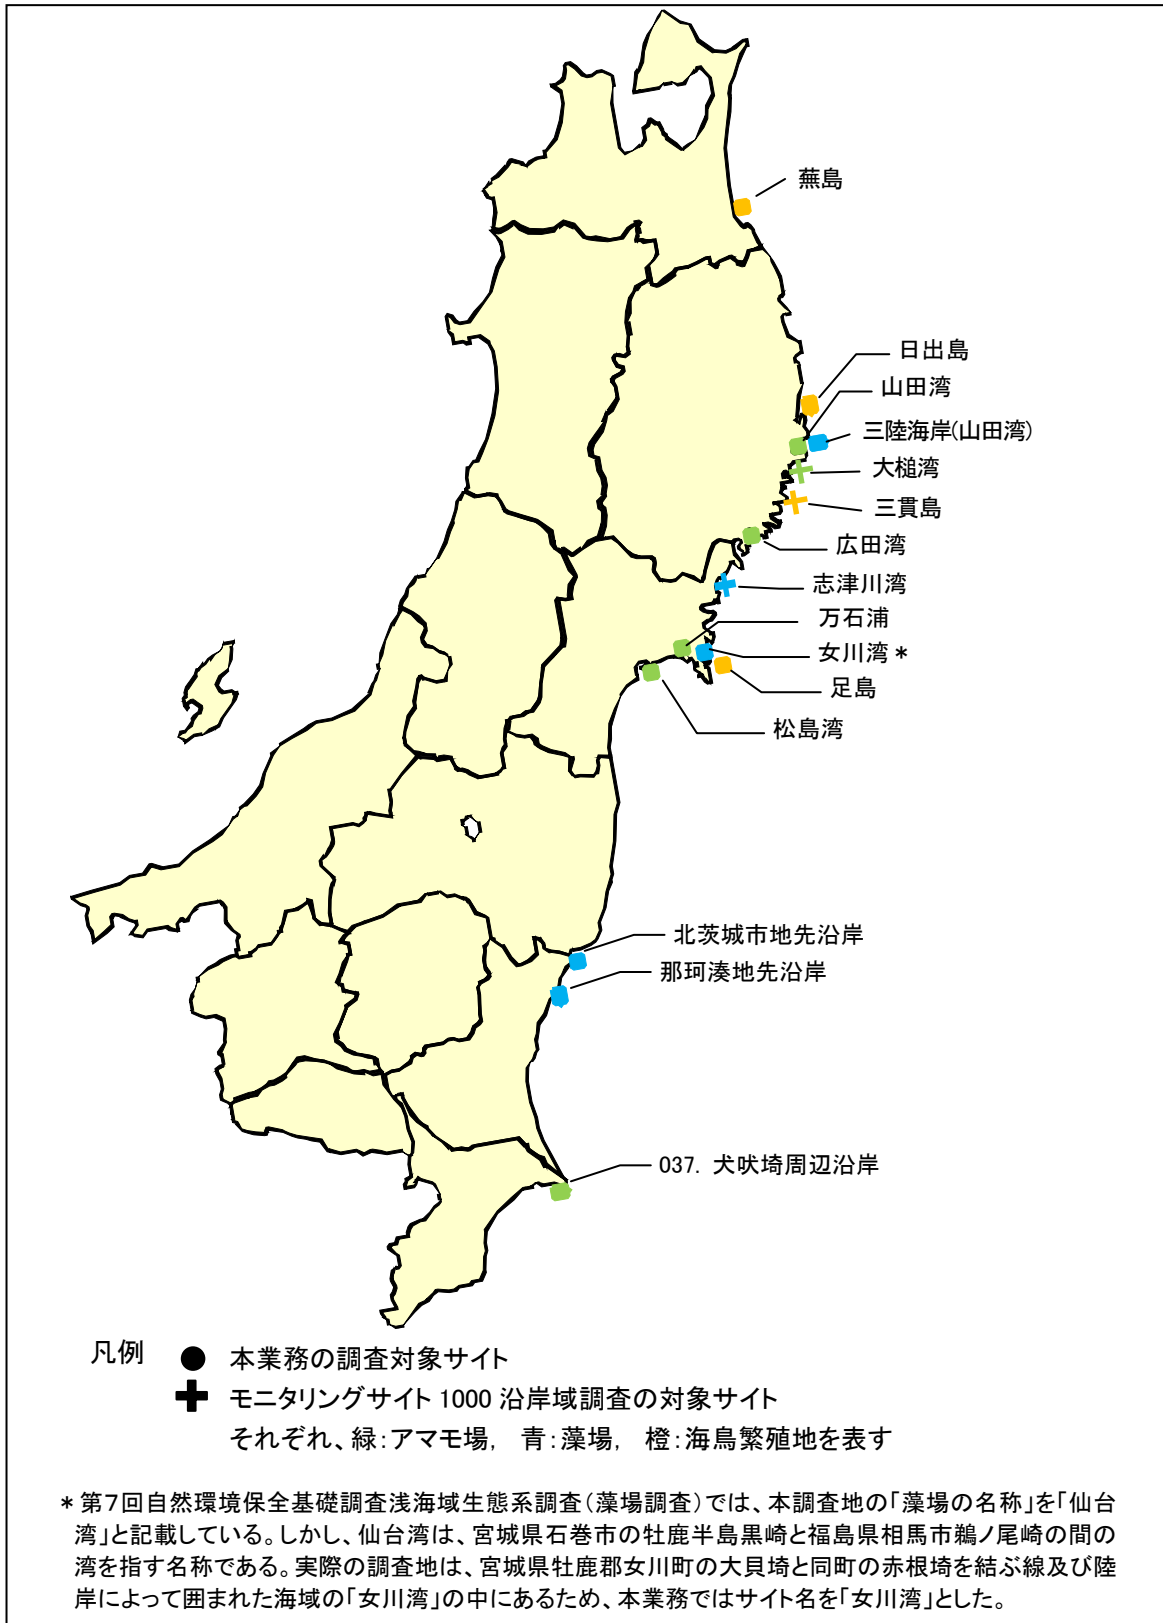 蕪島
日出島
山田湾
三陸海岸(山田湾)
大槌湾
三貫島
広田湾
志津川湾
万石浦
女川湾*
足島
松島湾
北茨城市地先沿岸
那珂湊地先沿岸
037. 犬吠埼周辺沿岸
凡例 ● 本業務の調査対象サイト
✚ モニタリングサイト 1000 沿岸域調査の対象サイト
それぞれ、緑:アマモ場, 青:藻場, 橙:海鳥繁殖地を表す
* 第7回自然環境保全基礎調査浅海域生態系調査(藻場調査)では、本調査地の「藻場の名称」を「仙台
湾」と記載している。しかし、仙台湾は、宮城県石巻市の牡鹿半島黒崎と福島県相馬市鵜ノ尾崎の間の
湾を指す名称である。実際の調査地は、宮城県牡鹿郡女川町の大貝埼と同町の赤根埼を結ぶ線及び陸
岸によって囲まれた海域の「女川湾」の中にあるため、本業務ではサイト名を「女川湾」とした。